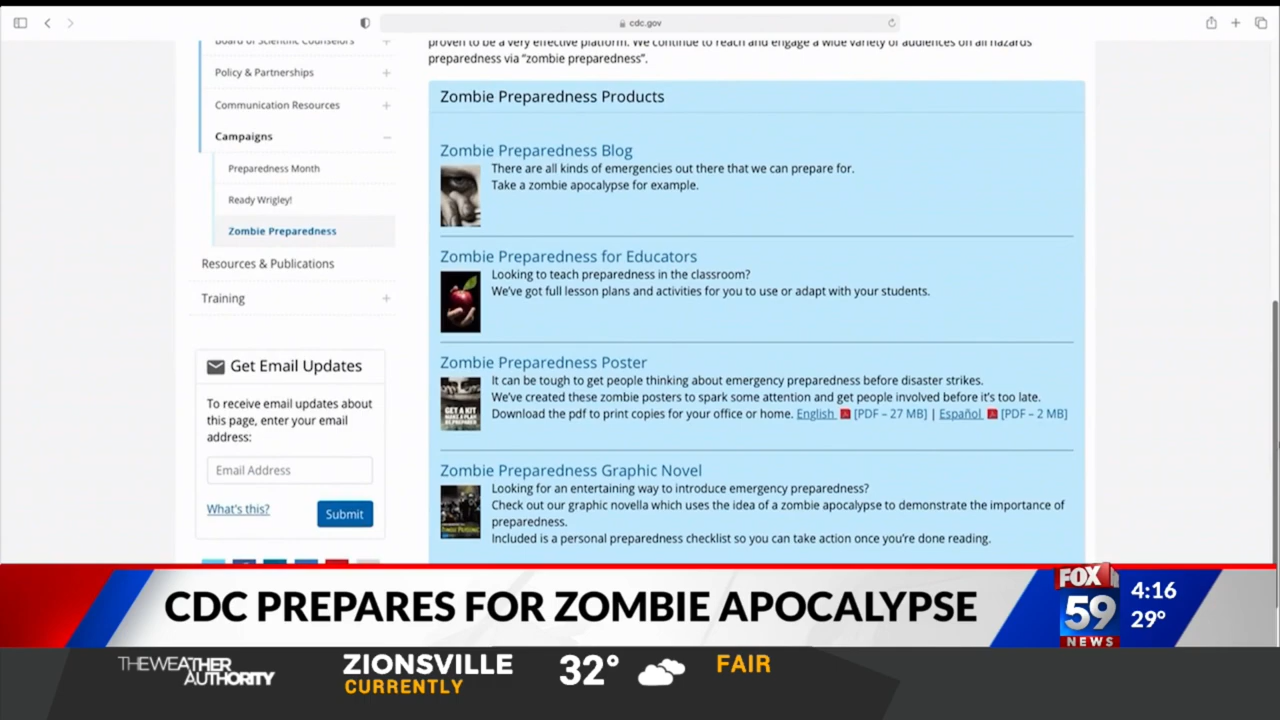 cdc.gov
Board of Scientific Counselors
Policy & Partnerships
Communication Resources
Campaigns
Preparedness Month
Ready Wrigley!
Zombie Preparedness
Resources & Publications
Training
Get Email Updates
To receive email updates about
this page, enter your email
address:
Email Address
What's this?
Submit
proven to be a very effective platform. We continue to reach and engage a wide variety of audiences on all hazards
preparedness via “zombie preparedness”.
Zombie Preparedness Products
Zombie Preparedness Blog
There are all kinds of emergencies out there that we can prepare for.
Take a zombie apocalypse for example.
Zombie Preparedness for Educators
Looking to teach preparedness in the classroom?
We’ve got full lesson plans and activities for you to use or adapt with your students.
Zombie Preparedness Poster
GET A KIT
MAKE A PLAN
BE PREPARED
It can be tough to get people thinking about emergency preparedness before disaster strikes.
We’ve created these zombie posters to spark some attention and get people involved before it’s too late.
Download the pdf to print copies for your office or home. English [PDF – 27 MB] | Español [PDF – 2 MB]
Zombie Preparedness Graphic Novel
Looking for an entertaining way to introduce emergency preparedness?
Check out our graphic novella which uses the idea of a zombie apocalypse to demonstrate the importance of
preparedness.
Included is a personal preparedness checklist so you can take action once you’re done reading.
CDC PREPARES FOR ZOMBIE APOCALYPSE
FOX
59
NEWS
4:16
29°
THE WEATHER
AUTHORITY
ZIONSVILLE
CURRENTLY
32°
FAIR